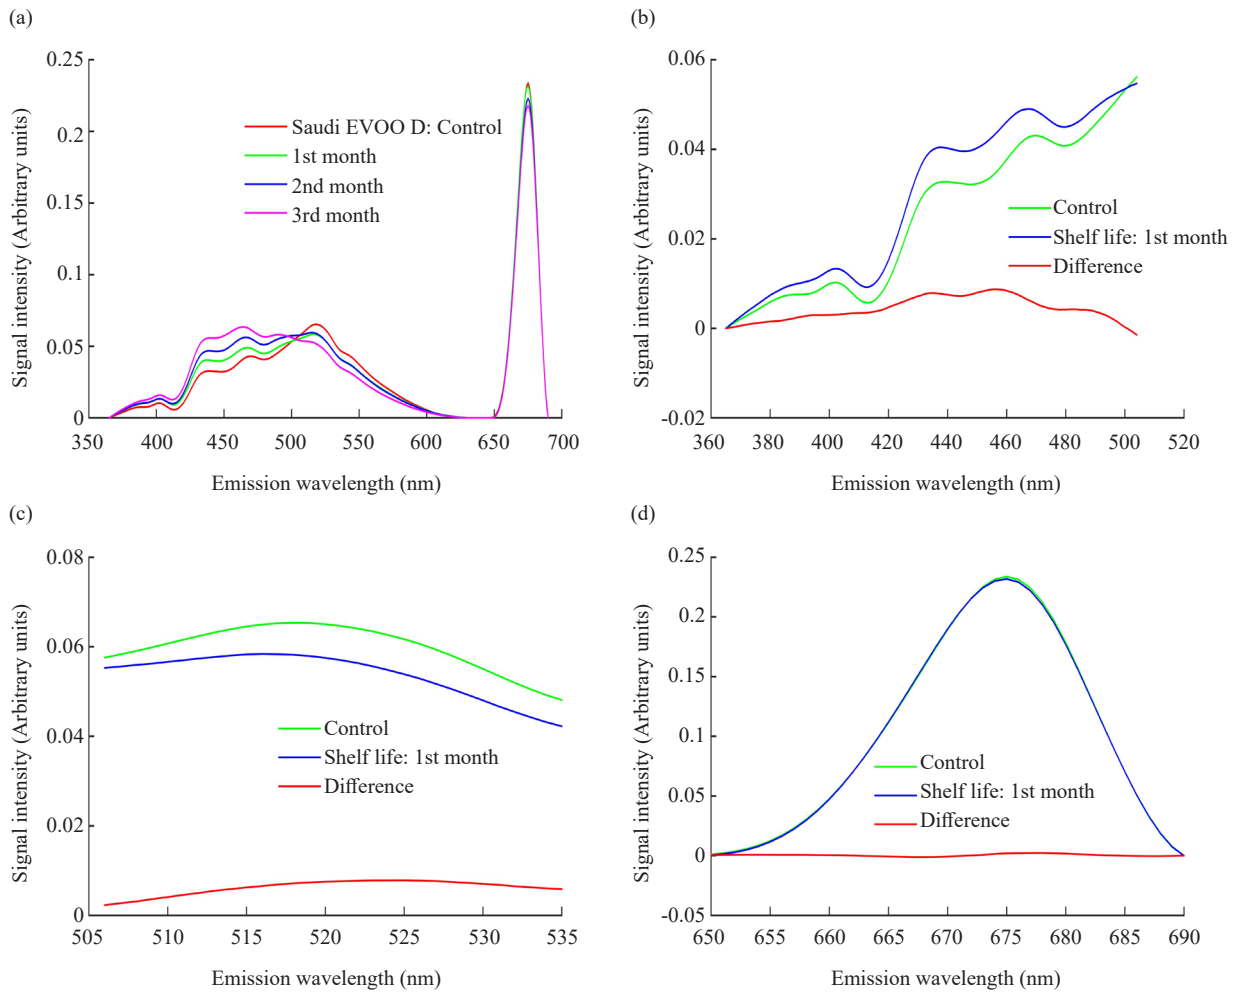 (a)
0.25
0.2
0.15
0.1
0.05
0
350
400
450
500
550
600
650
700
Signal intensity (Arbitrary units)
Emission wavelength (nm)
Saudi EVOO D: Control
1st month
2nd month
3rd month
(b)
0.06
0.04
0.02
0
-0.02
360
380
400
420
440
460
480
500
520
Signal intensity (Arbitrary units)
Emission wavelength (nm)
Control
Shelf life: 1st month
Difference
(c)
0.08
0.06
0.04
0.02
0
505
510
515
520
525
530
535
Signal intensity (Arbitrary units)
Emission wavelength (nm)
Control
Shelf life: 1st month
Difference
(d)
0.25
0.2
0.15
0.1
0.05
0
-0.05
650
655
660
665
670
675
680
685
690
Signal intensity (Arbitrary units)
Emission wavelength (nm)
Control
Shelf life: 1st month
Difference